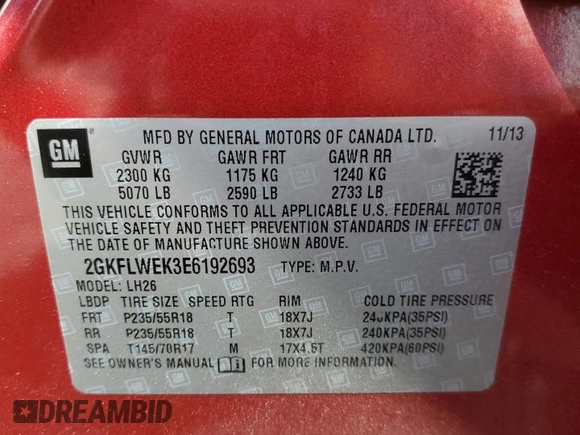 GM
MFD BY GENERAL MOTORS OF CANADA LTD. 11/13
GVWR GAWR FRT GAWR RR
2300 KG 1175 KG 1240 KG
5070 LB 2590 LB 2733 LB
THIS VEHICLE CONFORMS TO ALL APPLICABLE U.S. FEDERAL MOTOR
VEHICLE SAFETY AND THEFT PREVENTION STANDARDS IN EFFECT ON
THE DATE OF MANUFACTURE SHOWN ABOVE.
2GKFLWEK3E6192693 TYPE: M.P.V.
MODEL: LH26
LBDP TIRE SIZE SPEED RTG RIM COLD TIRE PRESSURE
FRT P235/55R18 T 18X7J 240KPA(35PSI)
RR P235/55R18 T 18X7J 240KPA(35PSI)
SPA T145/70R17 M 17X4.5T 420KPA(60PSI)
SEE OWNER'S MANUAL FOR MORE INFORMATION.
DREAMBID